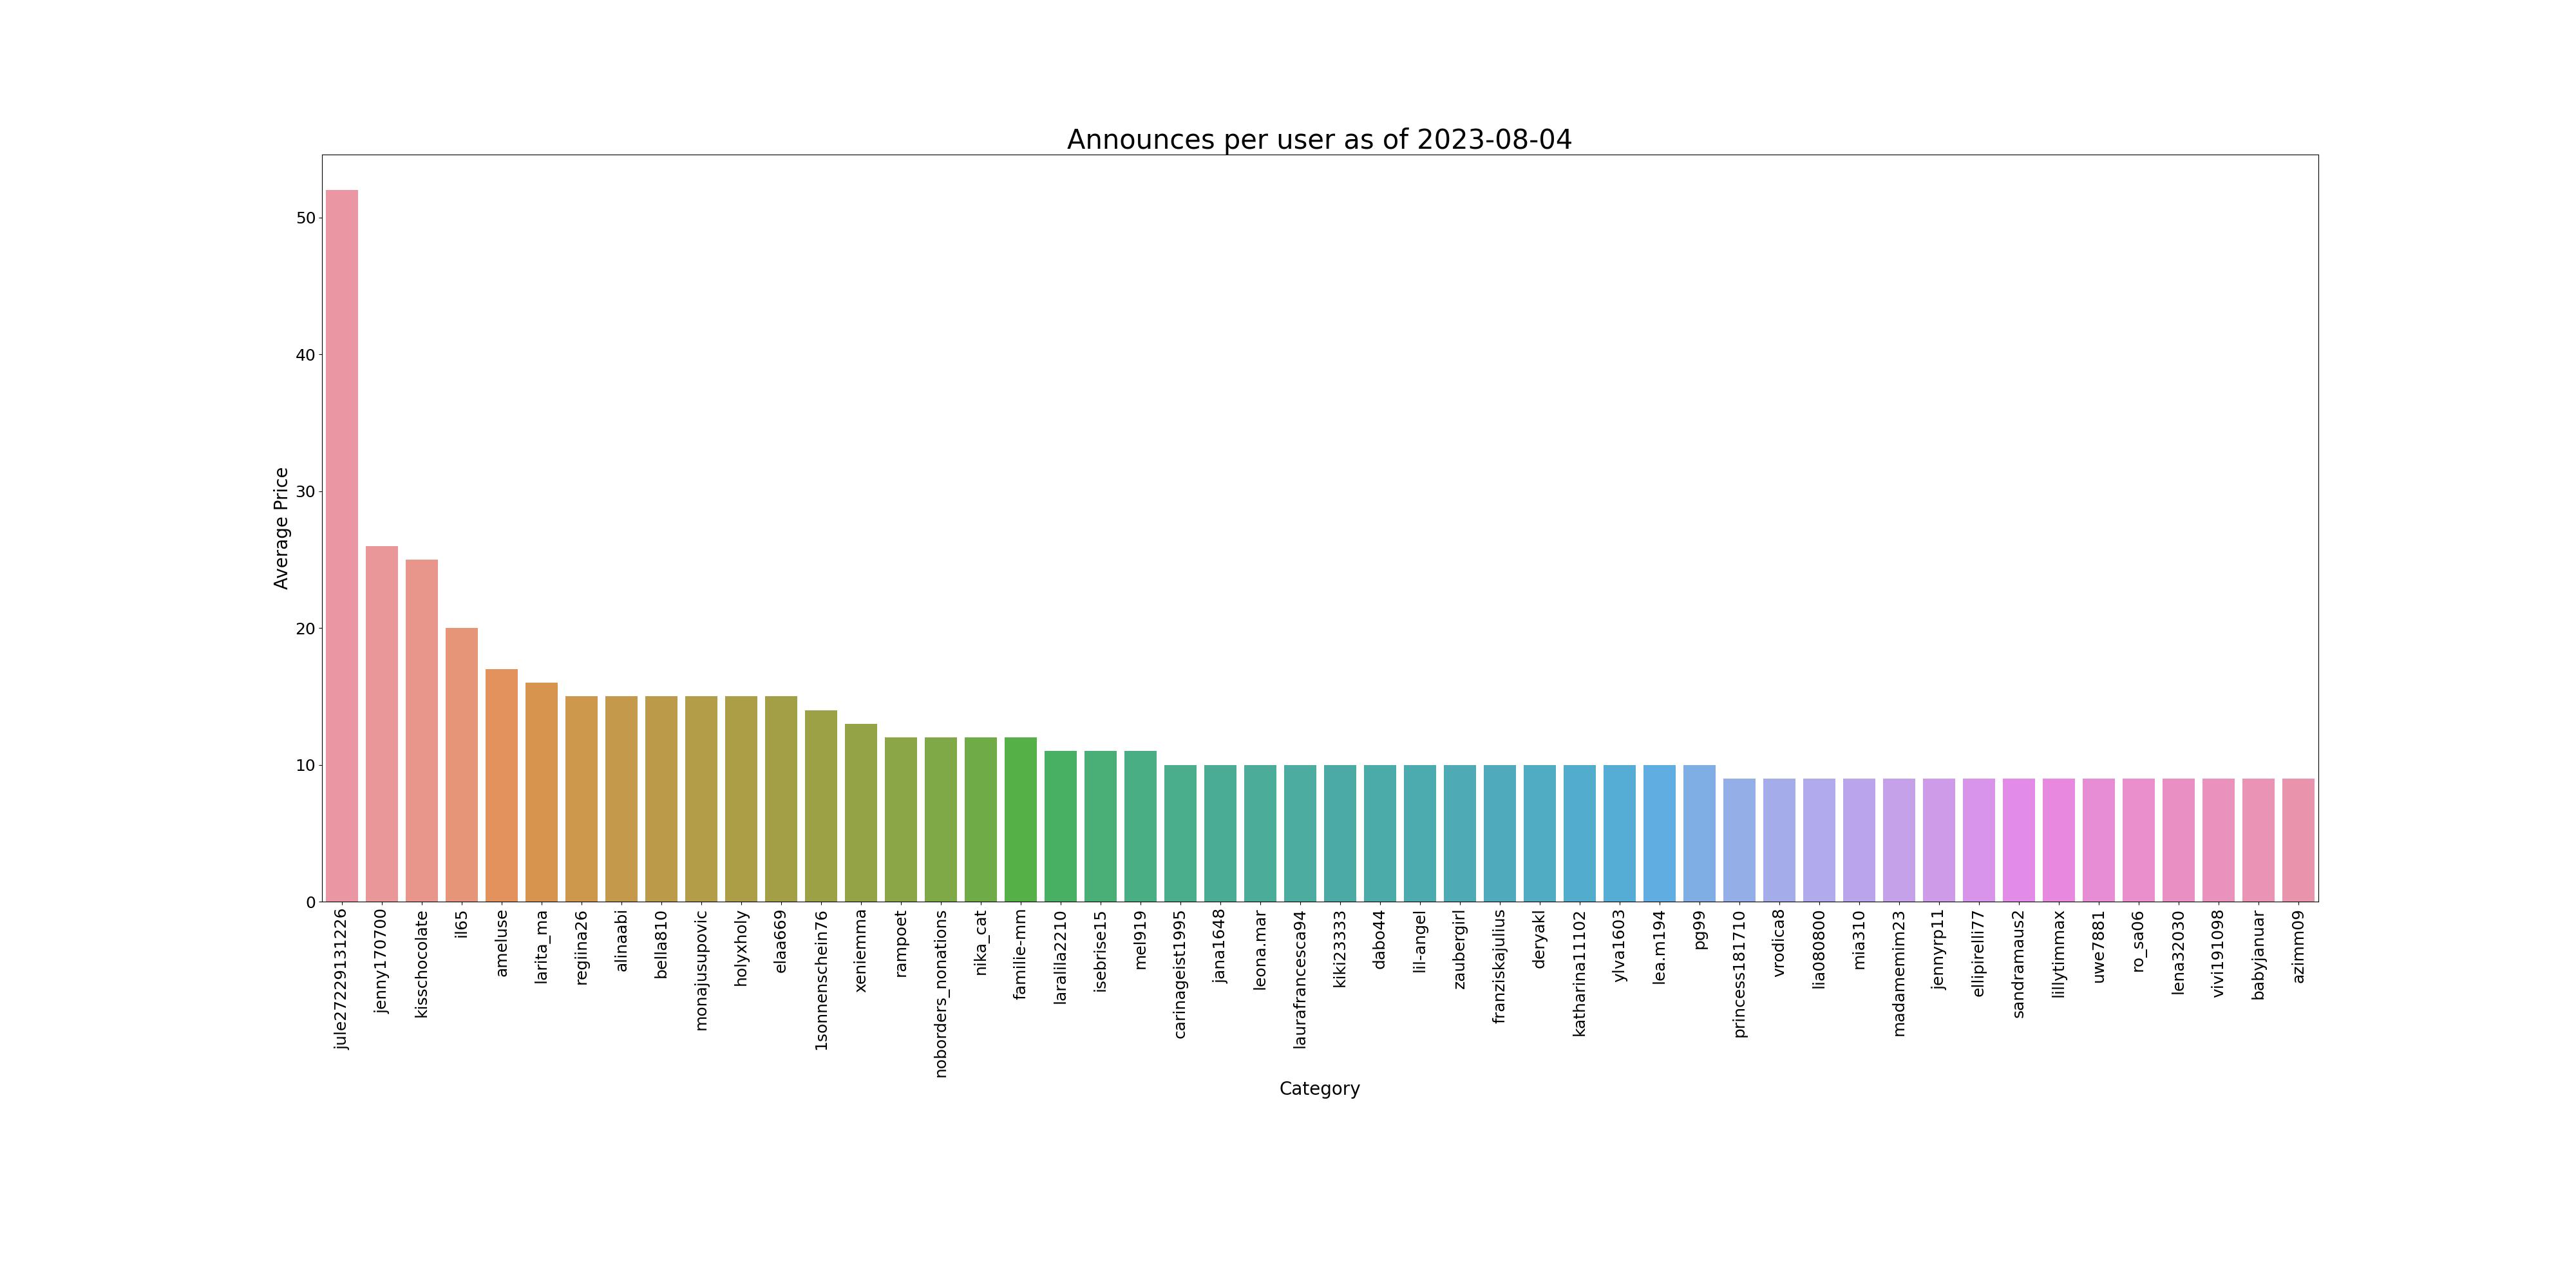 Announces per user as of 2023-08-04
Average Price
50
40
30
20
10
0
jule2722929131226
jenny170700
kisschocolate
il65
ameluse
larita_ma
regiina26
alinaabi
bella810
monajusupovic
holyxholy
elaa669
1sonnenschein76
xeniemma
rampoet
noborders_nonations
nika_cat
familie-mm
laralila2210
isebrise15
mel919
carinageist1995
jana1648
leona.mar
laurafrancesca94
kiki23333
dabo44
lil-angel
zaubergirl
franziskajulius
deryakl
katharina11102
ylva1603
lea.m194
pg99
princess181710
vrodica8
lia080800
mia310
madamemim23
jennyrp11
ellipirelli77
sandramaus2
lillytimmax
uwe7881
ro_sa06
lena32030
vivi191098
babyjanuar
azimm09
Category